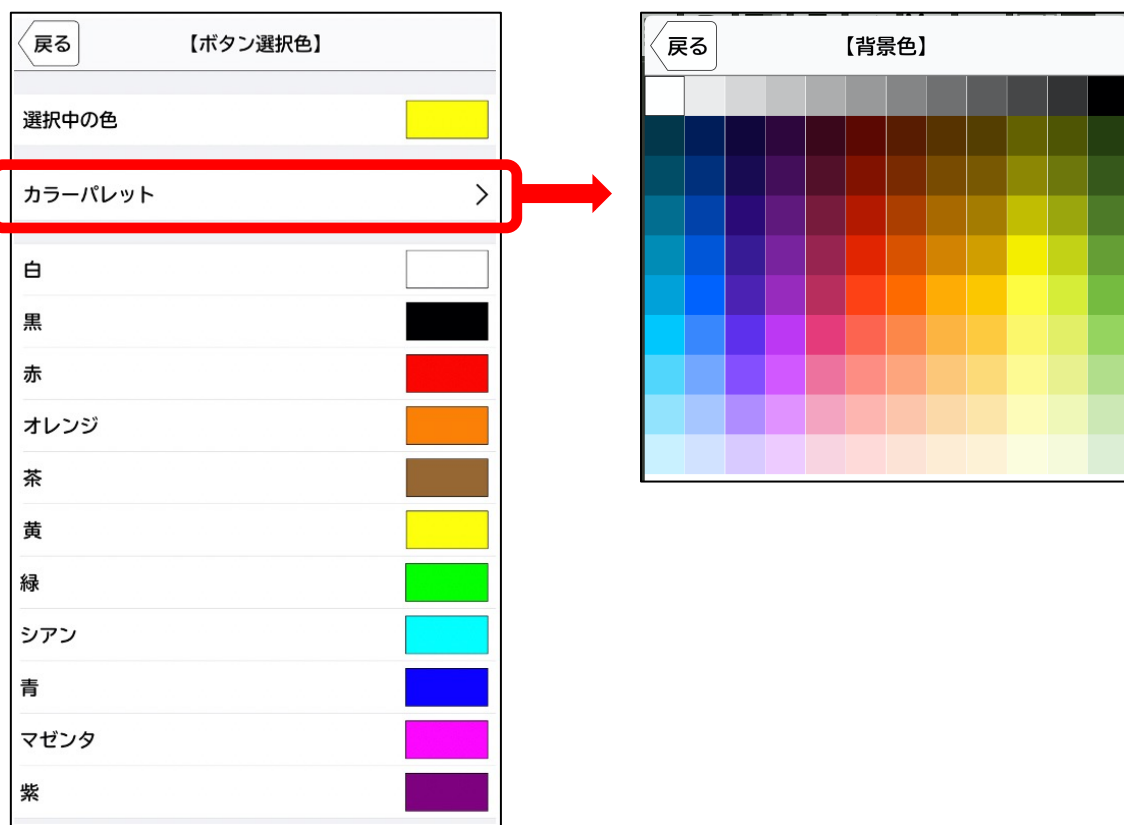 戻る
【ボタン選択色】
選択中の色
カラーパレット
白
黒
赤
オレンジ
茶
黄
緑
シアン
青
マゼンタ
紫
戻る
【背景色】